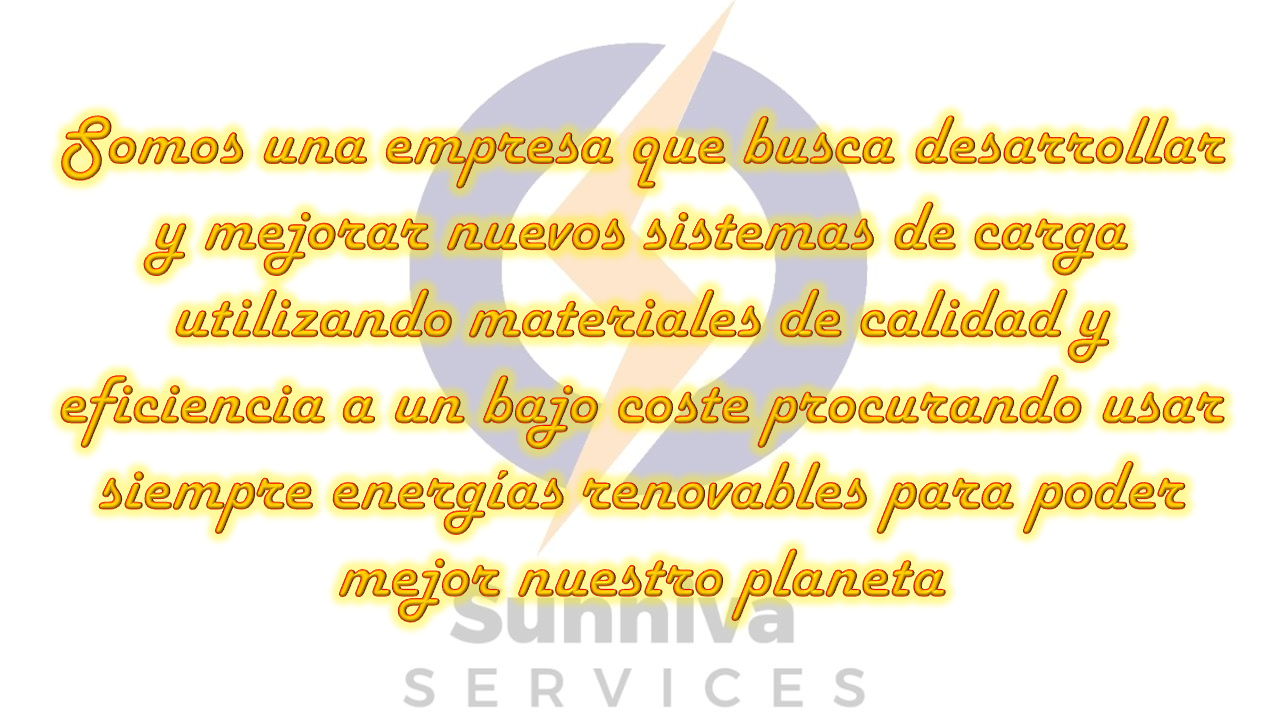 Somos una empresa que busca desarrollar
y mejorar nuevos sistemas de carga
utilizando materiales de calidad y
eficiencia a un bajo coste procurando usar
siempre energías renovables para poder
mejor nuestro planeta
Sunniva
SERVICES